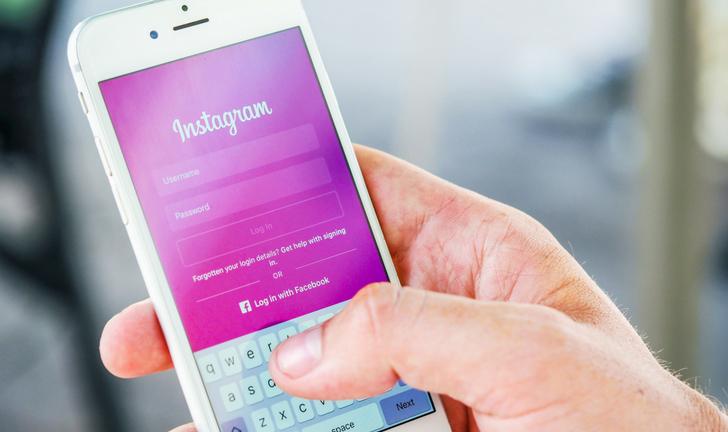 Instagram
Username
Password
Log In
Forgotten your login details? Get help with signing
in.
OR
Log in with Facebook
q w e r
a s d
z x c v
space
Next